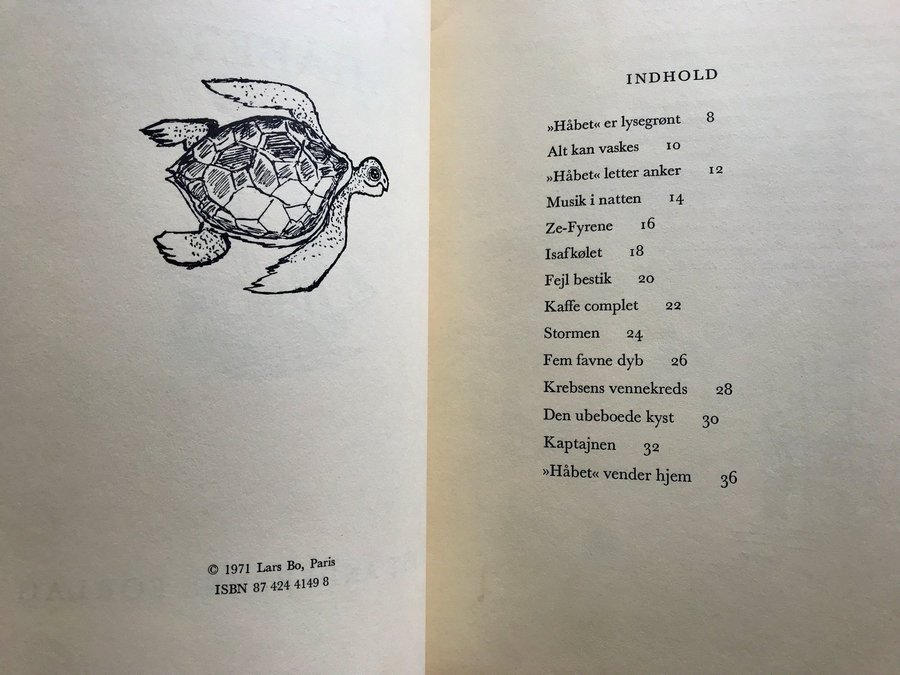 © 1971 Lars Bo, Paris
ISBN 87 424 4149 8
INDHOLD
»Håbet« er lysegrønt 8
Alt kan vaskes 10
»Håbet« letter anker 12
Musik i natten 14
Ze-Fyrene 16
Isafkølet 18
Fejl bestik 20
Kaffe complet 22
Stormen 24
Fem favne dyb 26
Krebsens vennekreds 28
Den ubeboede kyst 30
Kaptajnen 32
»Håbet« vender hjem 36